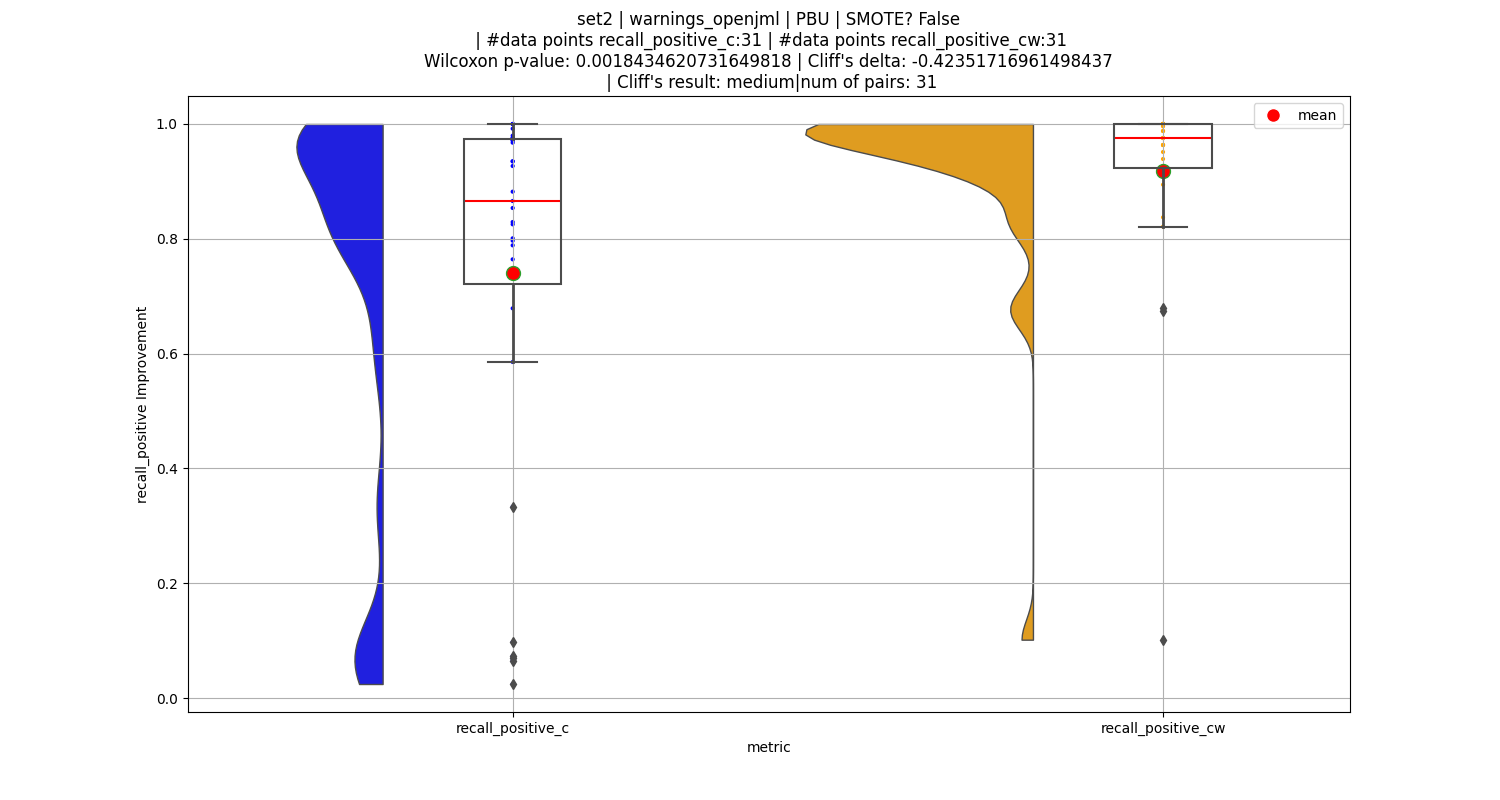 set2 | warnings_openjml | PBU | SMOTE? False
| #data points recall_positive_c:31 | #data points recall_positive_cw:31
Wilcoxon p-value: 0.0018434620731649818 | Cliff's delta: -0.42351716961498437
| Cliff's result: medium|num of pairs: 31
mean
1.0
0.8
0.6
0.4
0.2
0.0
recall_positive Improvement
recall_positive_c
recall_positive_cw
metric